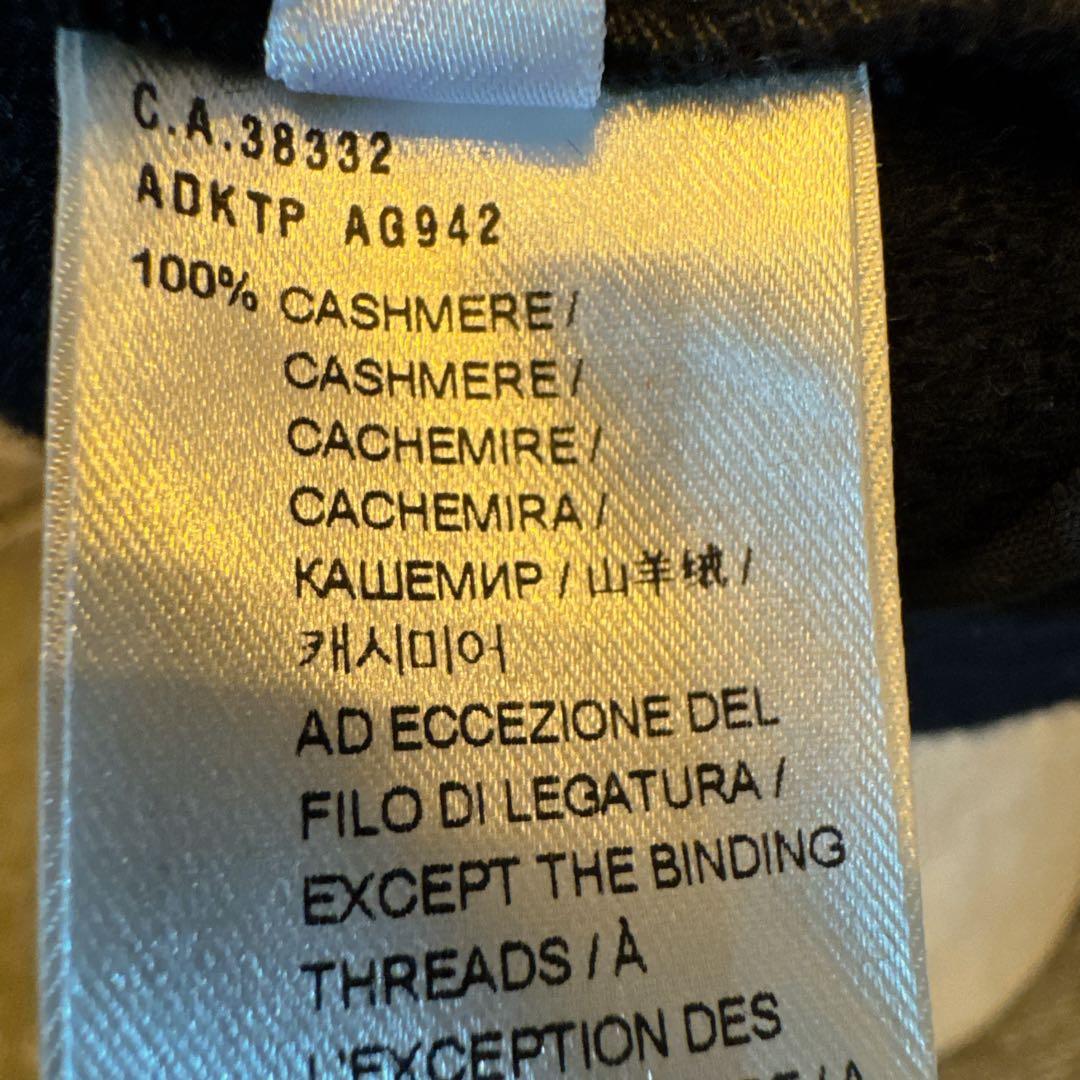 C.A.38332
ADKTP AG942
100% CASHMERE /
CASHMERE /
CACHEMIRE /
CACHEMIRA /
КАШЕМИР / 山羊绒 /
캐시미어
AD ECCEZIONE DEL
FILO DI LEGATURA /
EXCEPT THE BINDING
THREADS / À
L'EXCEPTION DES